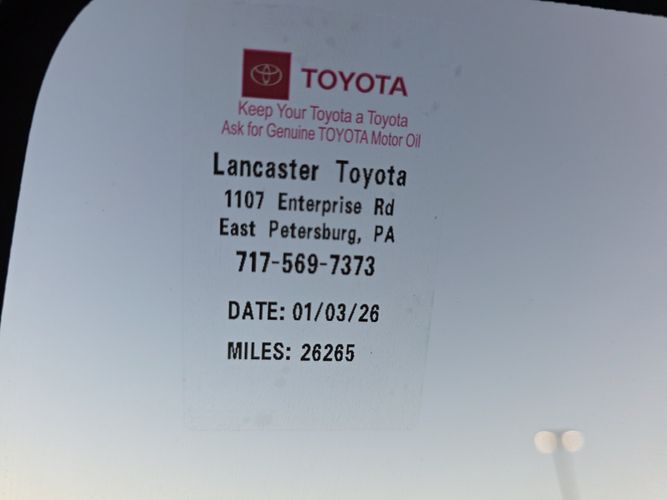 TOYOTA
Keep Your Toyota a Toyota
Ask for Genuine TOYOTA Motor Oil
Lancaster Toyota
1107 Enterprise Rd
East Petersburg, PA
717-569-7373
DATE: 01/03/26
MILES: 26265